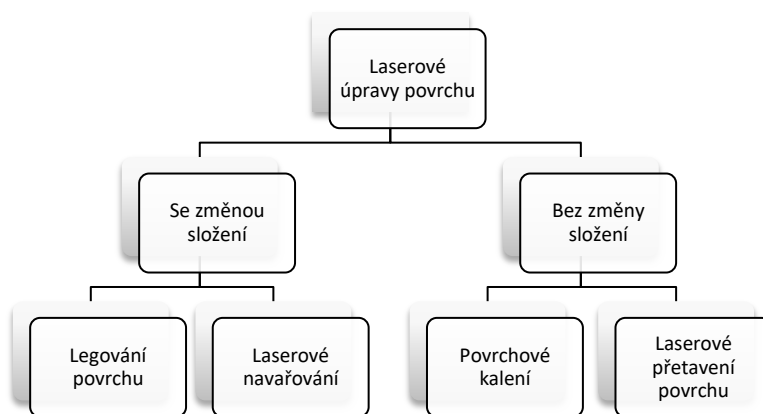 Laserové
úpravy povrchu
Se změnou
složení
Bez změny
složení
Legování
povrchu
Laserové
navařování
Povrchové
kalení
Laserové
přetavení
povrchu